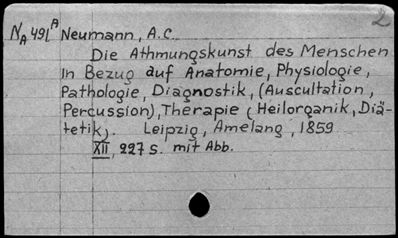 2
NA 491 A Neumann, A.C.
Die Athmungskunst des Menschen
in Bezug auf Anatomie, Physiologie,
Pathologie, Diagnostik, (Auscultation,
Percussion), Therapie (Heilorganik, Diä-
tetik). Leipzig, Amelang, 1859
XII, 227 S. mit Abb.